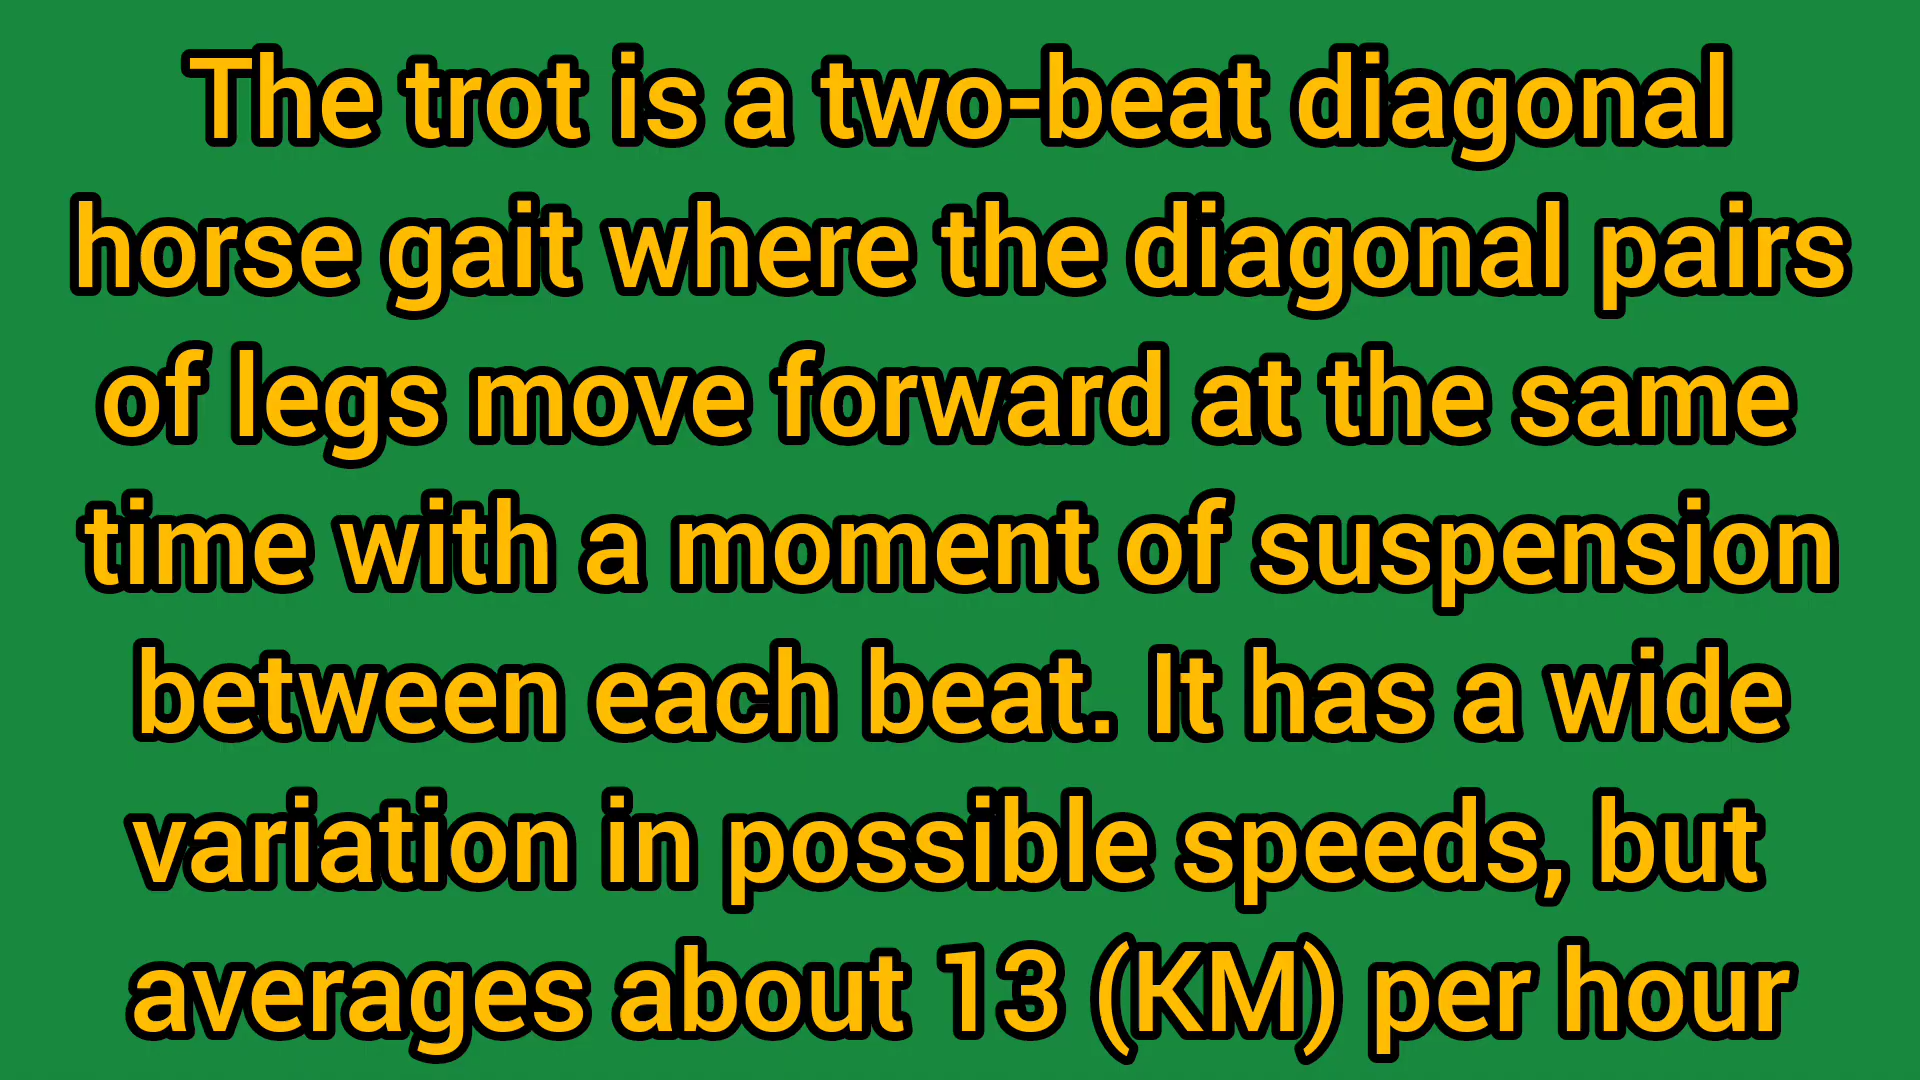 The trot is a two-beat diagonal
horse gait where the diagonal pairs
of legs move forward at the same
time with a moment of suspension
between each beat. It has a wide
variation in possible speeds, but
averages about 13 (KM) per hour